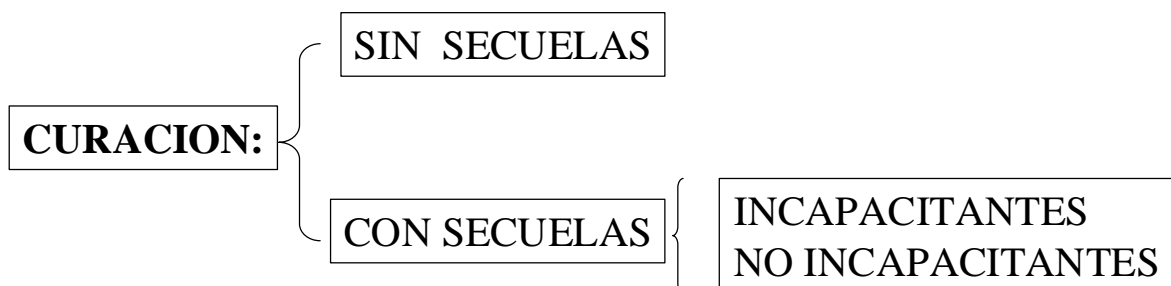 SIN SECUELAS
CURACION:
CON SECUELAS
INCAPACITANTES
NO INCAPACITANTES